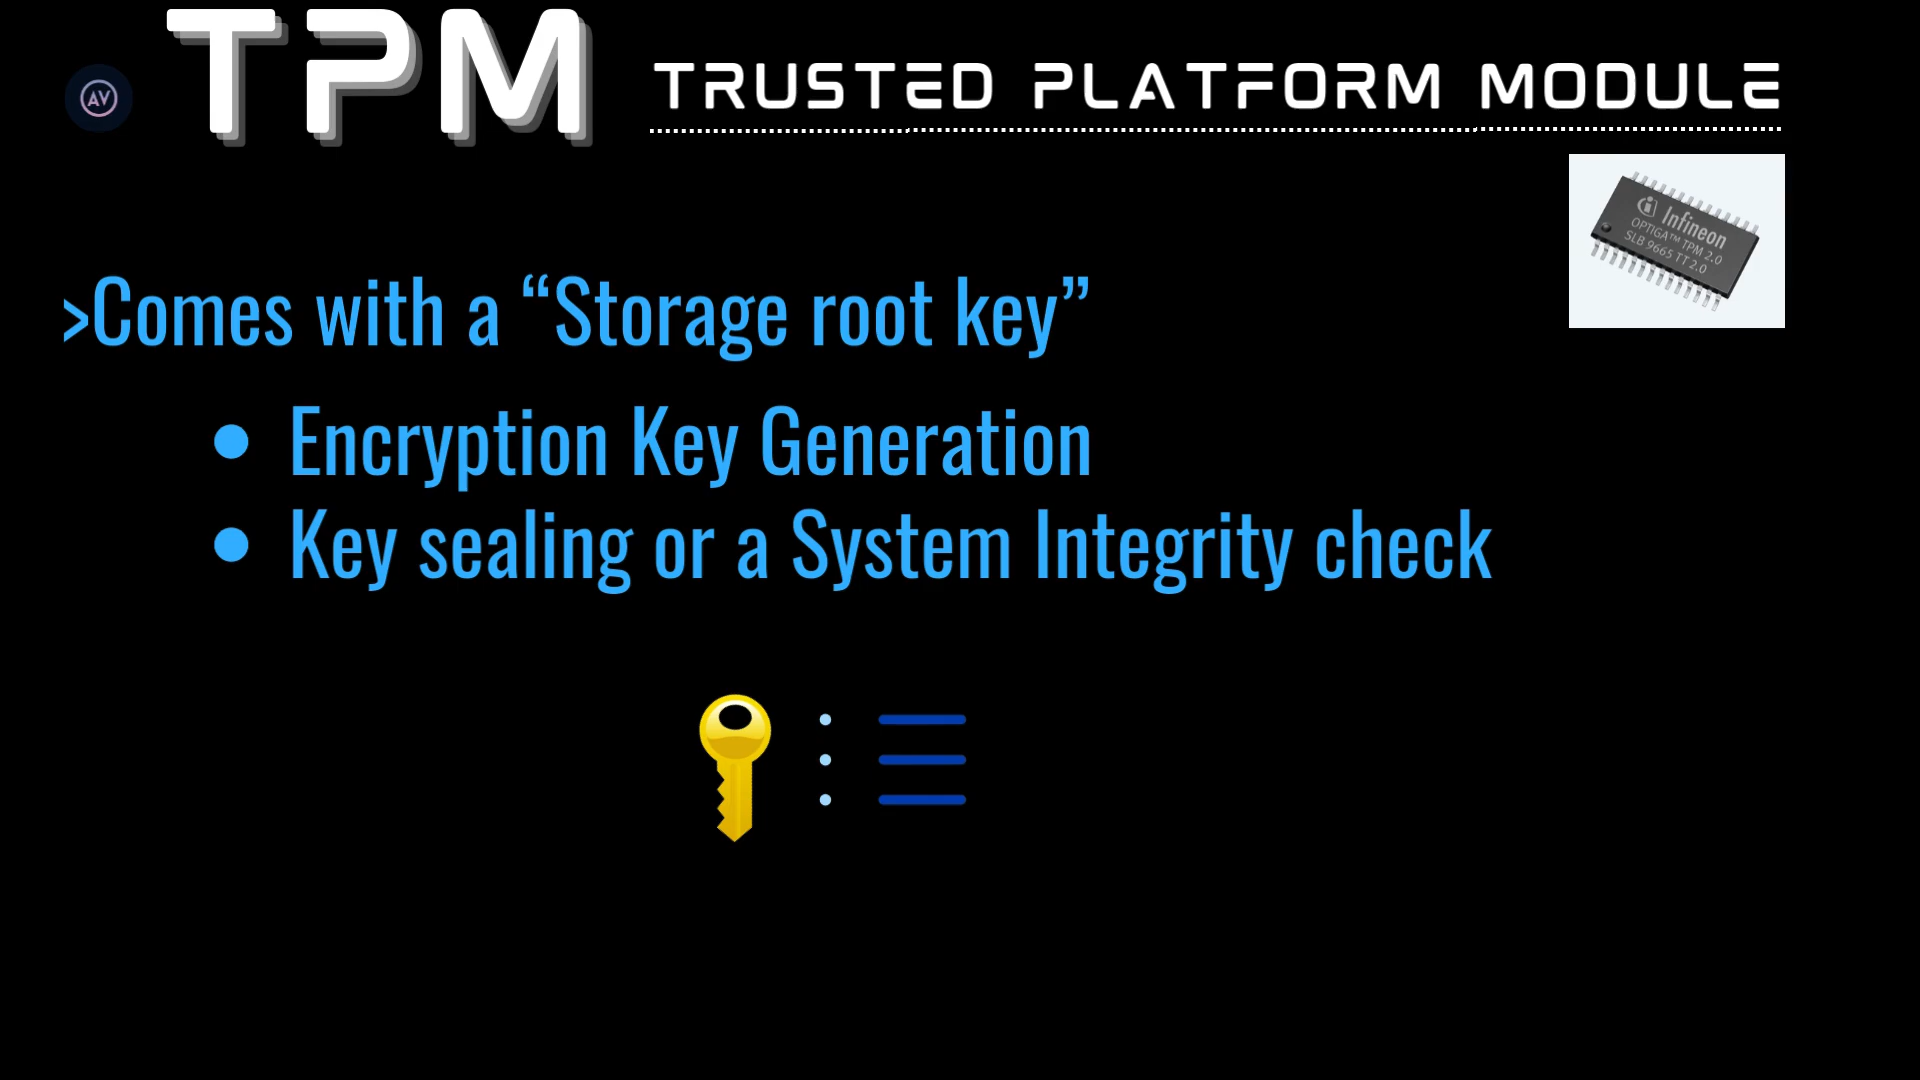 AV
TPM
TRUSTED PLATFORM MODULE
Infineon
OPTIGA™ TPM 2.0
SLB 9665 TT 2.0
>Comes with a “Storage root key”
• Encryption Key Generation
• Key sealing or a System Integrity check